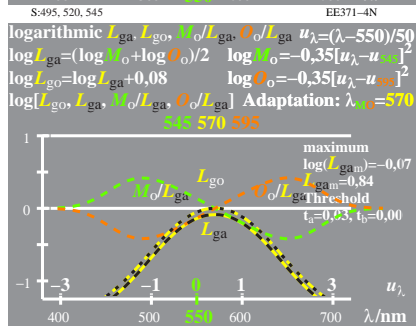 S:495, 520, 545 EE371–4N
logarithmic Lga, Lgo, Mo/Lga, Oo/Lga uλ=(λ–550)/50
logLga=(logMo+logOo)/2 logMo=–0,35[uλ–u545]²
logLgo=logLga+0,08 logOo=–0,35[uλ–u595]²
log[Lgo, Lga, Mo/Lga, Oo/Lga] Adaptation: λMO=570
545 570 595
1
maximum
log(Lgam)=–0,07
Lgam=0,84
Threshold
ta=0,03, tb=0,00
Lgo
Mo/Lga Oo/Lga
0
Lga
–1
–3 –1 0 1 3 uλ
400 500 550 600 700 λ/nm